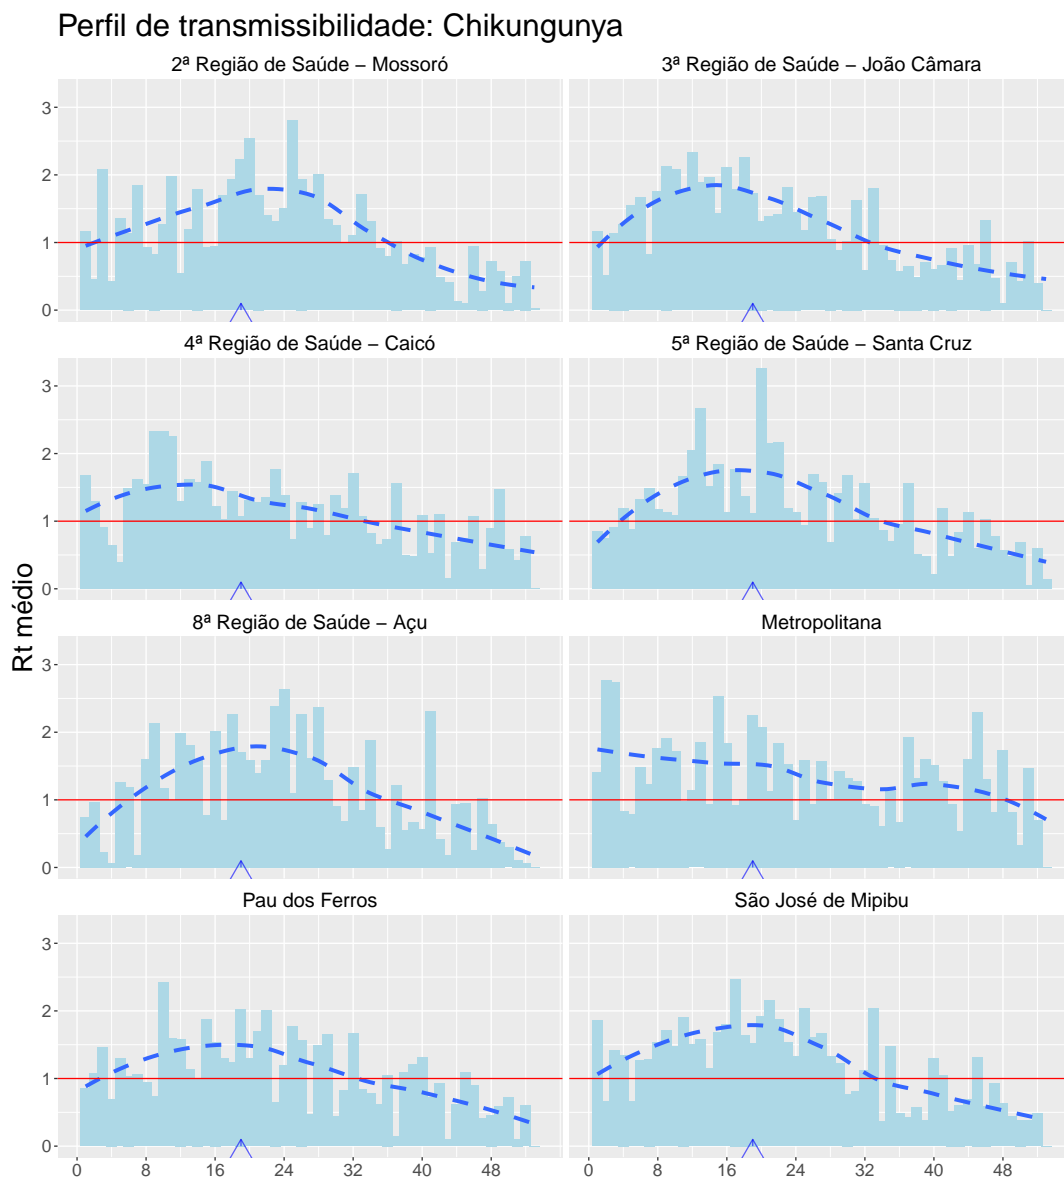 Perfil de transmissibilidade: Chikungunya
2ª Região de Saúde – Mossoró
3ª Região de Saúde – João Câmara
3
2
1
0
4ª Região de Saúde – Caicó
5ª Região de Saúde – Santa Cruz
3
2
1
0
Rt médio
8ª Região de Saúde – Açu
Metropolitana
3
2
1
0
Pau dos Ferros
São José de Mipibu
3
2
1
0
0 8 16 24 32 40 48 0 8 16 24 32 40 48